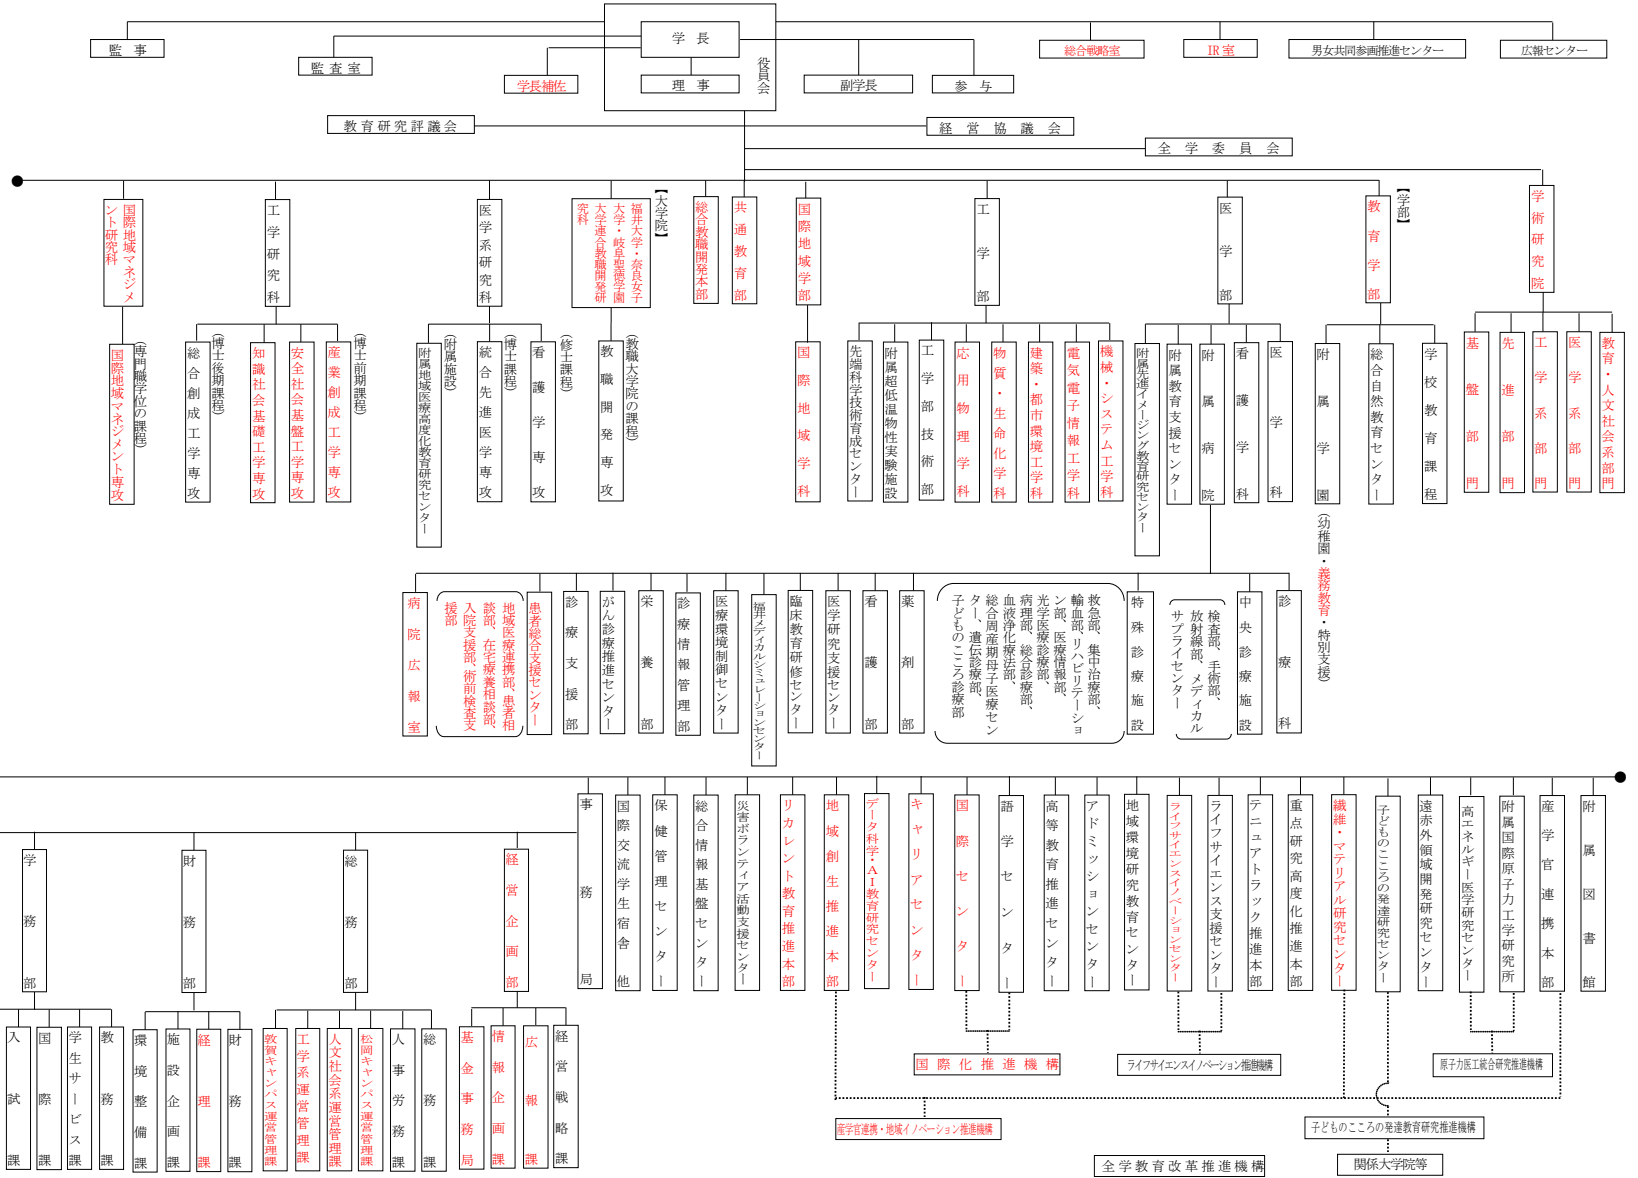 監事
監査室
学長補佐
学長
理事
役員会
副学長
参与
総合戦略室
IR室
男女共同参画推進センター
広報センター
教育研究評議会
経営協議会
全学委員会
学術研究院
教育・人文社会系部門
医学系部門
工学系部門
先進部門
基盤部門
【学部】
教育学部
学校教育課程
総合自然教育センター
附属学園
(幼稚園・義務教育・特別支援)
医学部
医学科
看護学科
附属病院
附属教育支援センター
附属先進イメージング教育研究センター
工学部
機械・システム工学科
電気電子情報工学科
建築・都市環境工学科
物質・生命化学科
応用物理学科
工学部技術部
附属超低温物性実験施設
先端科学技術育成センター
国際地域学部
国際地域学科
共通教育部
総合教職開発本部
【大学院】
福井大学・奈良女子
大学・岐阜聖徳学園
大学連合教職開発研
究科
(教職大学院の課程)
教職開発専攻
医学系研究科
(修士課程)
看護学専攻
(博士課程)
統合先進医学専攻
(附属施設)
附属地域医療高度化教育研究センター
工学研究科
(博士前期課程)
産業創成工学専攻
安全社会基盤工学専攻
知識社会基礎工学専攻
(博士後期課程)
総合創成工学専攻
国際地域マネジメ
ント研究科
(専門職学位の課程)
国際地域マネジメント専攻
診療科
中央診療施設
検査部、手術部、
放射線部、メディカル
サプライセンター
特殊診療施設
救急部、集中治療部、
輸血部、リハビリテーショ
ン部、医療情報部、
光学医療診療部、
病理部、総合診療部、
血液浄化療法部、
総合周産期母子医療セン
ター、遺伝診療部、
子どものこころ診療部
薬剤部
看護部
医学研究支援センター
臨床教育研修センター
福井メディカルシミュレーションセンター
医療環境制御センター
診療情報管理部
栄養部
がん診療推進センター
診療支援部
患者総合支援センター
地域医療連携部、患者相
談部、在宅療養相談部、
入院支援部、術前検査支
援部
病院広報室
附属図書館
産学官連携本部
附属国際原子力工学研究所
高エネルギー医学研究センター
遠赤外領域開発研究センター
子どものこころの発達研究センター
繊維・マテリアル研究センター
重点研究高度化推進本部
テニュアトラック推進本部
ライフサイエンス支援センター
ライフサイエンスイノベーションセンター
地域環境研究教育センター
アドミッションセンター
高等教育推進センター
語学センター
国際センター
キャリアセンター
データ科学・AI教育研究センター
地域創生推進本部
リカレント教育推進本部
災害ボランティア活動支援センター
総合情報基盤センター
保健管理センター
国際交流学生宿舎 他
事務局
経営企画部
経営戦略課
広報課
情報企画課
基金事務局
総務部
総務課
人事労務課
松岡キャンパス運営管理課
人文社会系運営管理課
工学系運営管理課
敦賀キャンパス運営管理課
財務部
財務課
経理課
施設企画課
環境整備課
学務部
教務課
学生サービス課
国際課
入試課
国際化推進機構
ライフサイエンスイノベーション推進機構
原子力医工統合研究推進機構
産学官連携・地域イノベーション推進機構
子どものこころの発達教育研究推進機構
関係大学院等
全学教育改革推進機構